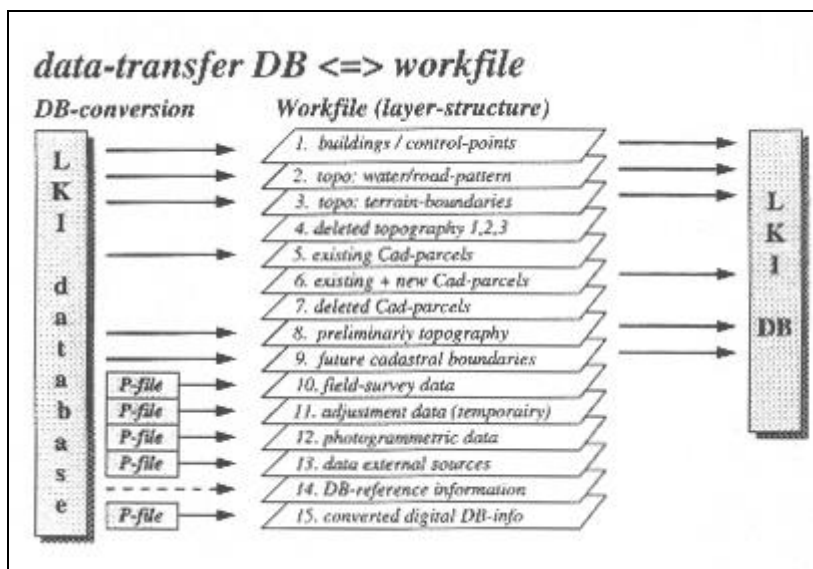 data-transfer DB <=> workfile
DB-conversion
Workfile (layer-structure)
LKI database
1. buildings / control-points
2. topo: water/road-pattern
3. topo: terrain-boundaries
4. deleted topography 1,2,3
5. existing Cad-parcels
6. existing + new Cad-parcels
7. deleted Cad-parcels
8. preliminariy topography
9. future cadastral boundaries
P-file
10. field-survey data
P-file
11. adjustment data (temporairy)
P-file
12. photogrammetric data
P-file
13. data external sources
14. DB-reference information
P-file
15. converted digital DB-info
LKI DB